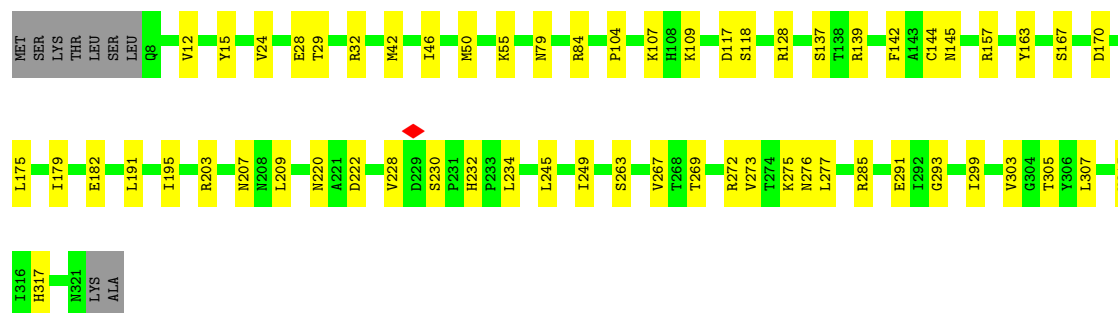 MET SER LYS THR LEU SER LEU Q8 V12 Y15 V24 E28 T29 R32 M42 I46 M50 K55 N79 R84 P104 K107 H108 K109 D117 S118 R128 S137 T138 R139 F142 A143 C144 N145 R157 Y163 S167 D170
L175 I179 E182 L191 I195 R203 N207 N208 L209 N220 A221 D222 V228 D229 S230 P231 H232 P233 L234 L245 I249 S263 V267 T268 T269 R272 V273 T274 K275 N276 L277 R285 E291 I292 G293 I299 V303 G304 T305 Y306 L307
I316 H317 N321 LYS ALA